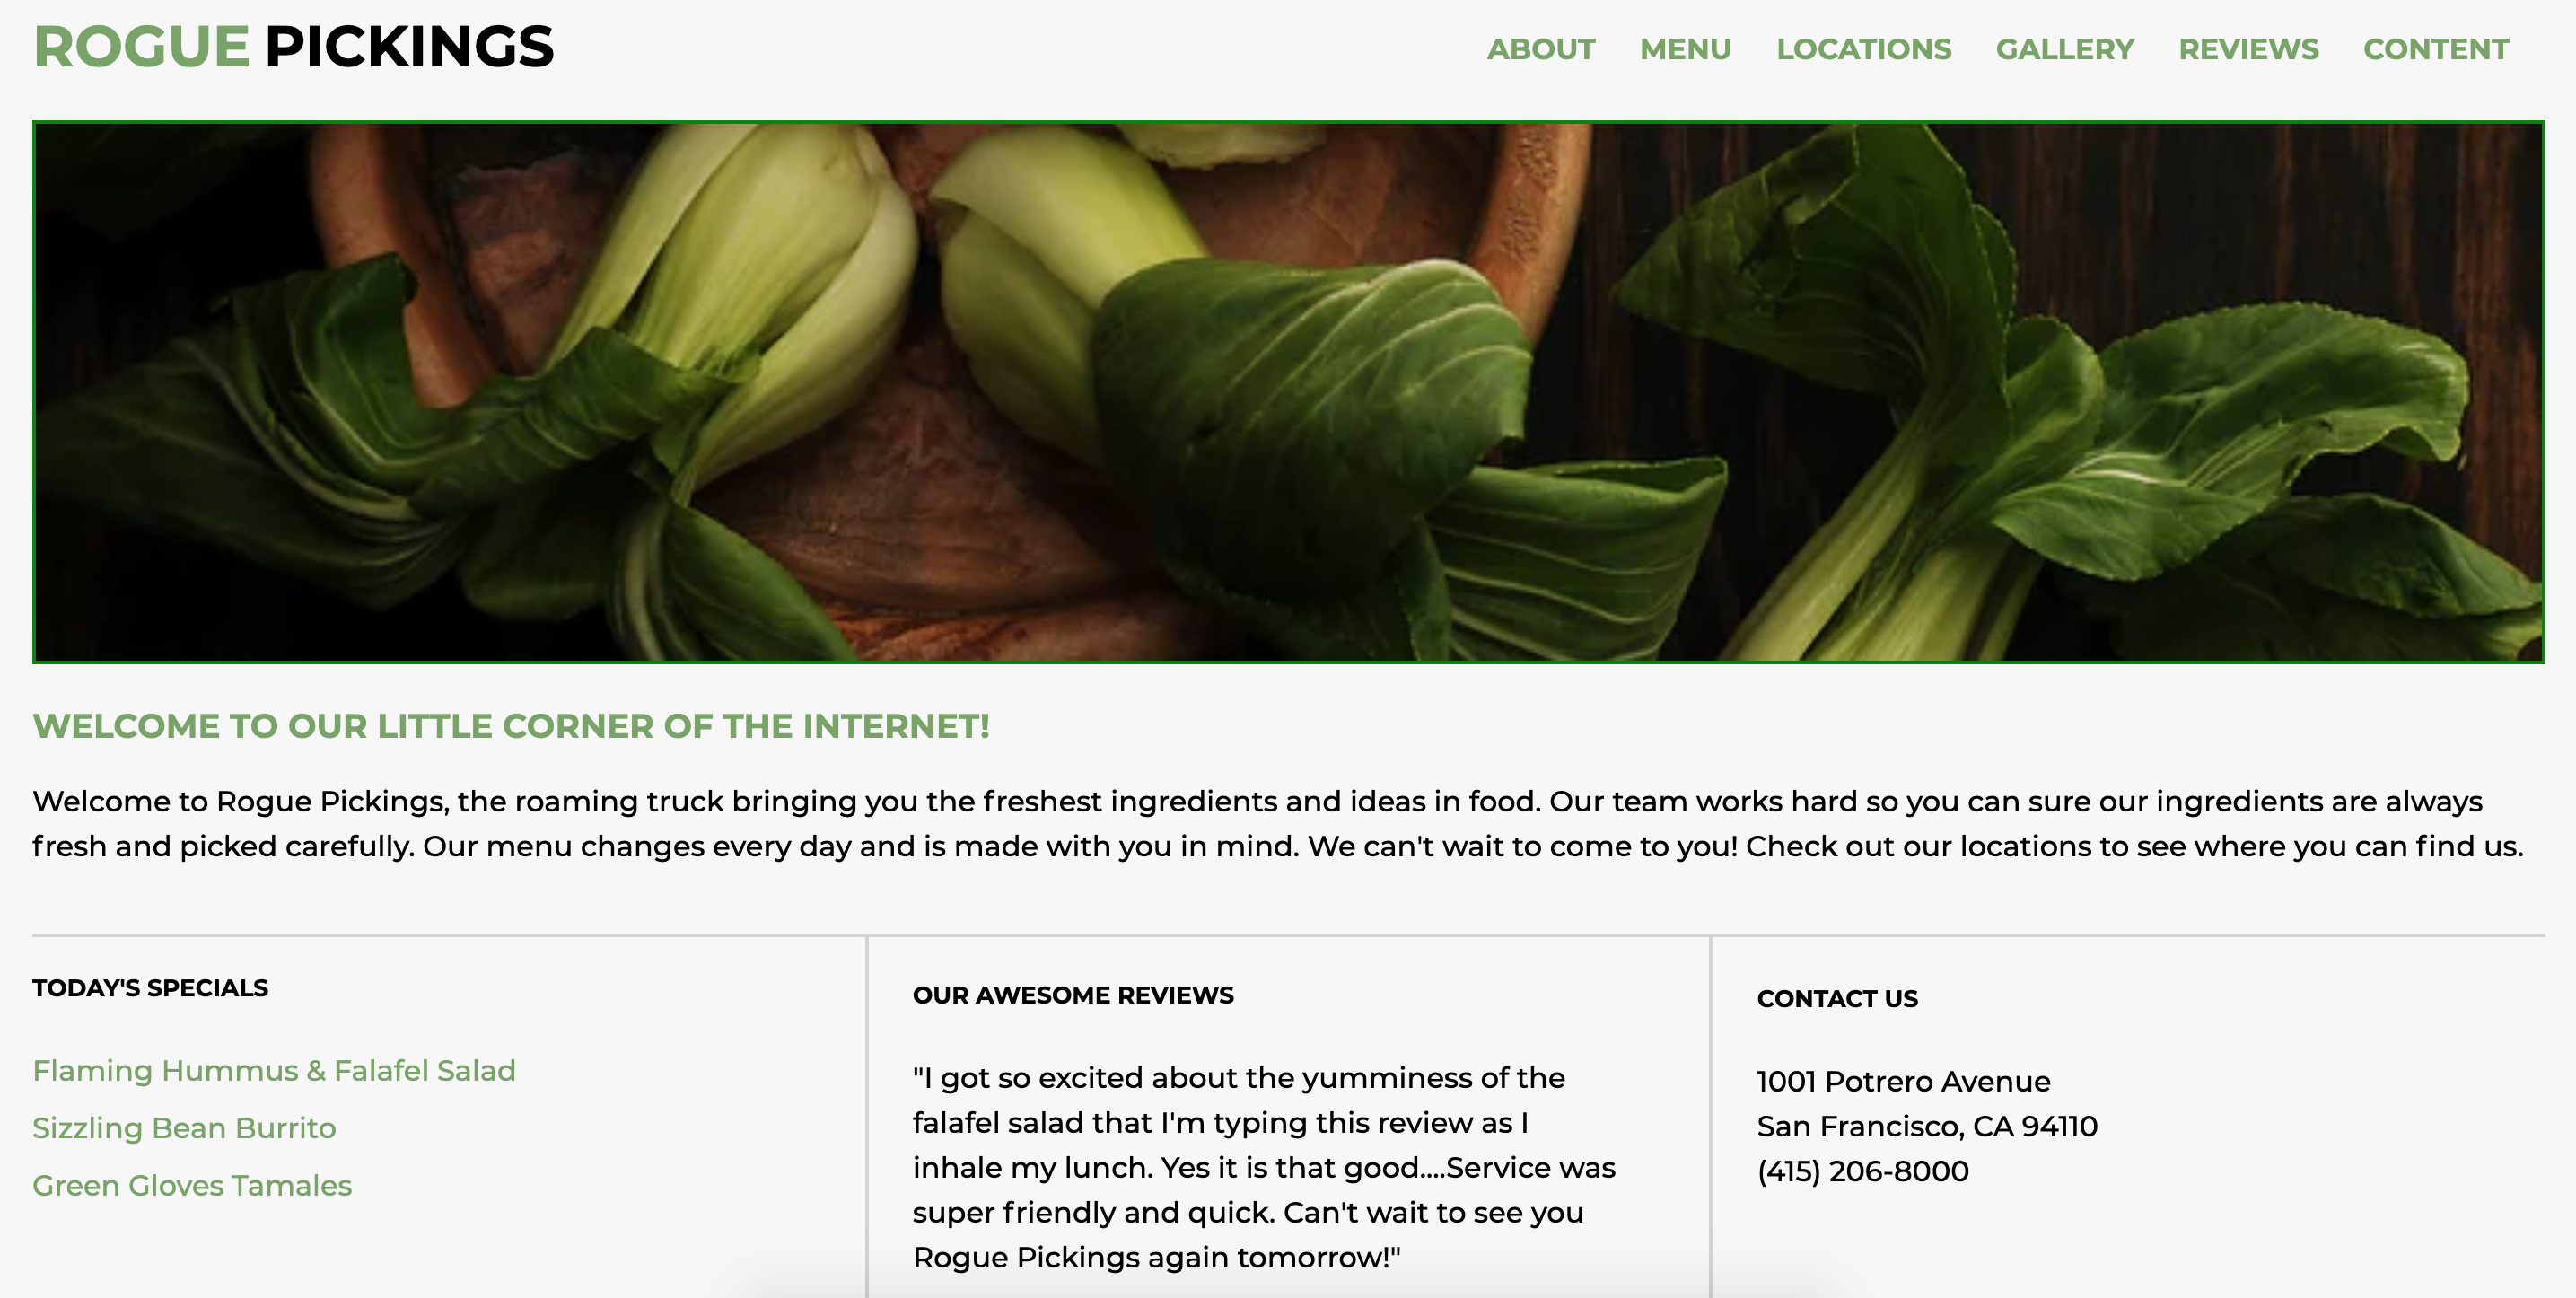 ROGUE PICKINGS
ABOUT MENU LOCATIONS GALLERY REVIEWS CONTENT
WELCOME TO OUR LITTLE CORNER OF THE INTERNET!
Welcome to Rogue Pickings, the roaming truck bringing you the freshest ingredients and ideas in food. Our team works hard so you can sure our ingredients are always
fresh and picked carefully. Our menu changes every day and is made with you in mind. We can't wait to come to you! Check out our locations to see where you can find us.
TODAY'S SPECIALS
Flaming Hummus & Falafel Salad
Sizzling Bean Burrito
Green Gloves Tamales
OUR AWESOME REVIEWS
"I got so excited about the yumminess of the
falafel salad that I'm typing this review as I
inhale my lunch. Yes it is that good....Service was
super friendly and quick. Can't wait to see you
Rogue Pickings again tomorrow!"
CONTACT US
1001 Potrero Avenue
San Francisco, CA 94110
(415) 206-8000